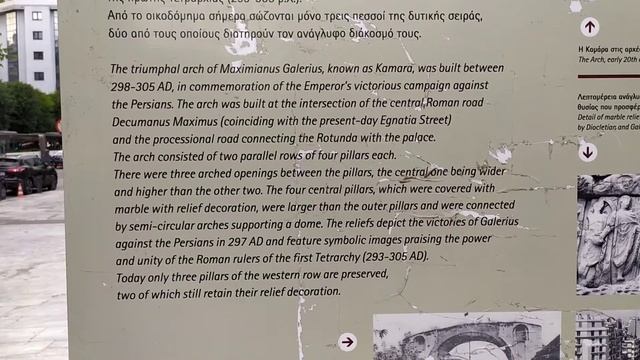 της πρώτης Τετραρχίας (293-305 μ.Χ.).
Από το οικοδόμημα σήμερα σώζονται μόνο τρεις πεσσοί της δυτικής σειράς,
δύο από τους οποίους διατηρούν τον ανάγλυφο διάκοσμό τους.
The triumphal arch of Maximianus Galerius, known as Kamara, was built between
298-305 AD, in commemoration of the Emperor's victorious campaign against
the Persians. The arch was built at the intersection of the central Roman road
Decumanus Maximus (coinciding with the present-day Egnatia Street)
and the processional road connecting the Rotunda with the palace.
The arch consisted of two parallel rows of four pillars each.
There were three arched openings between the pillars, the central one being wider
and higher than the other two. The four central pillars, which were covered with
marble with relief decoration, were larger than the outer pillars and were connected
by semi-circular arches supporting a dome. The reliefs depict the victories of Galerius
against the Persians in 297 AD and feature symbolic images praising the power
and unity of the Roman rulers of the first Tetrarchy (293-305 AD).
Today only three pillars of the western row are preserved,
two of which still retain their relief decoration.
Η Καμάρα στις αρχές
The Arch, early 20th
Λεπτομέρεια ανάγλυ
θυσίας που προσφέρ
Detail of marble relie
by Diocletian and Gal